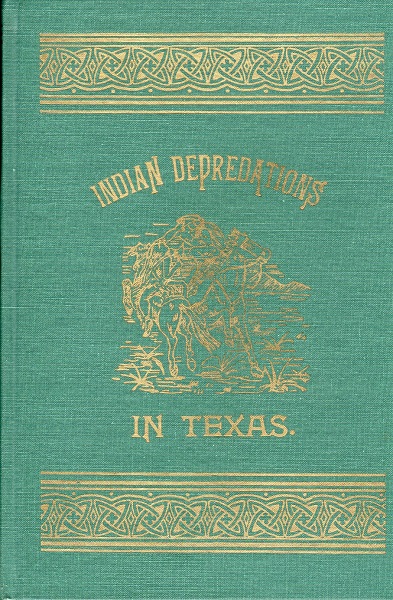 INDIAN DEPREDATIONS
IN TEXAS.